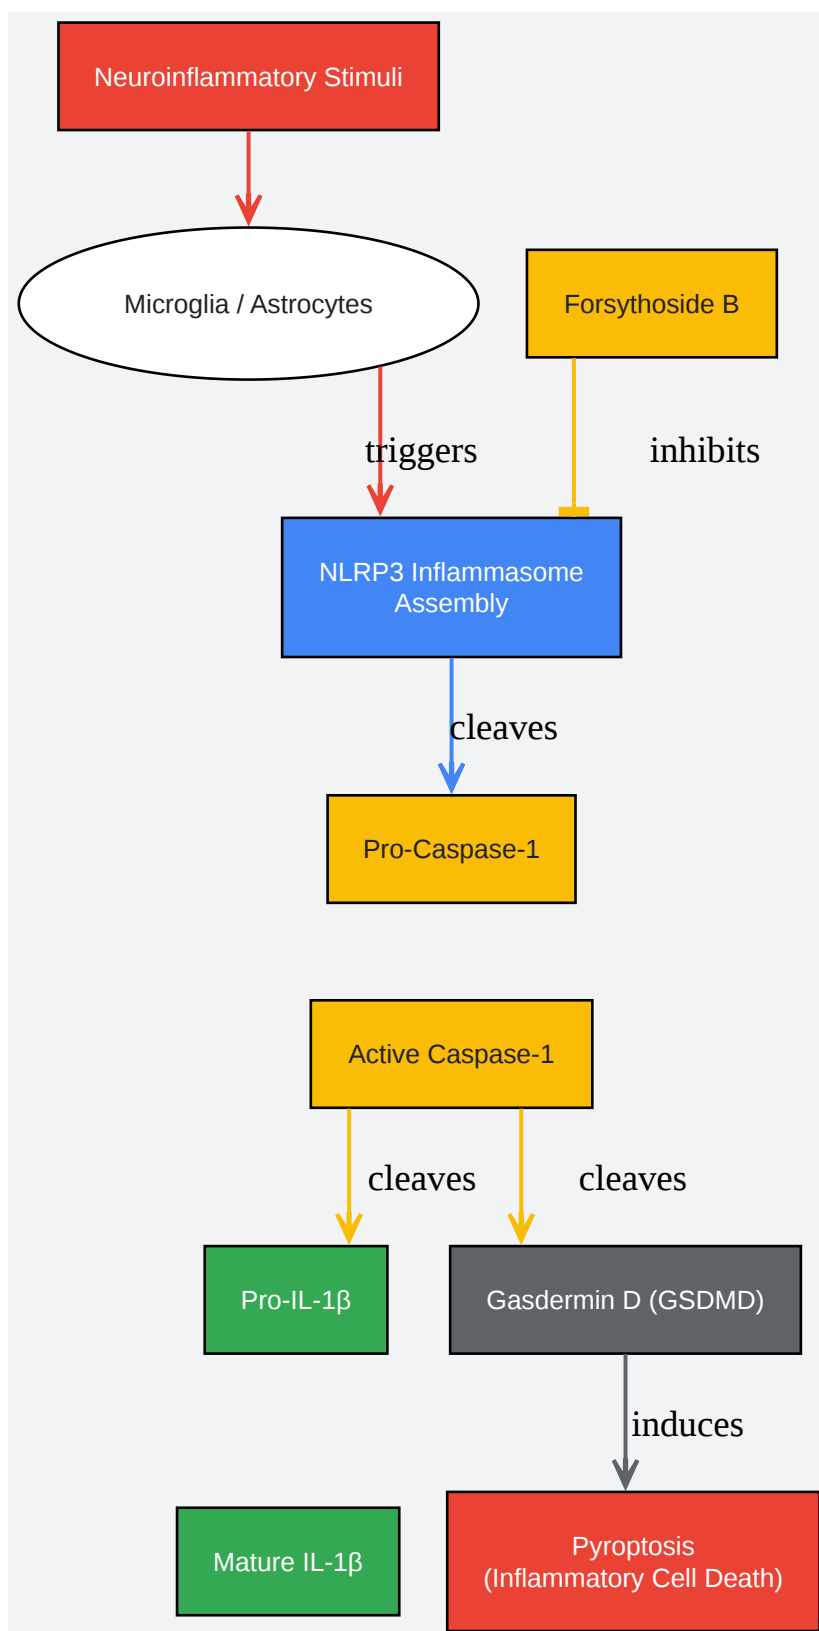 Neuroinflammatory Stimuli
Microglia / Astrocytes
Forsythoside B
triggers
inhibits
NLRP3 Inflammasome
Assembly
cleaves
Pro-Caspase-1
Active Caspase-1
cleaves
cleaves
Pro-IL-1β
Gasdermin D (GSDMD)
induces
Mature IL-1β
Pyroptosis
(Inflammatory Cell Death)